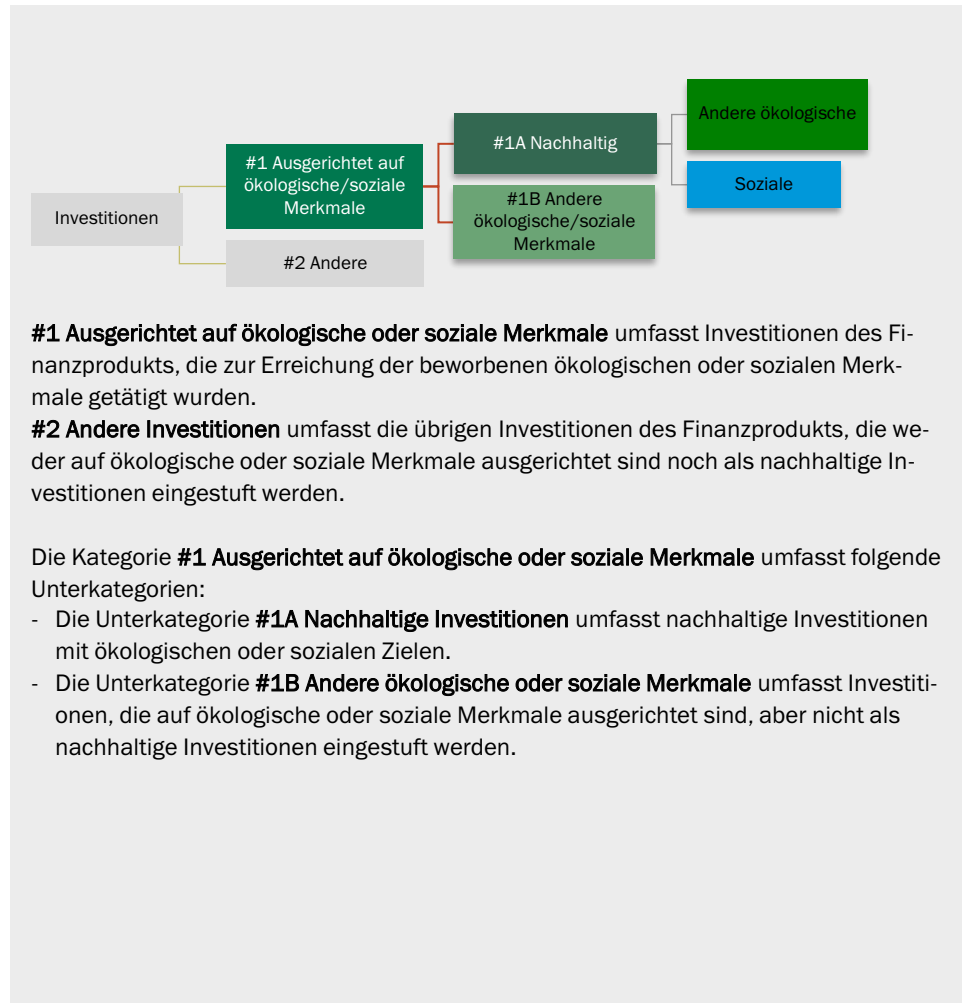 Andere ökologische
#1A Nachhaltig
#1 Ausgerichtet auf
ökologische/soziale
Merkmale
Soziale
#1B Andere
ökologische/soziale
Merkmale
Investitionen
#2 Andere
#1 Ausgerichtet auf ökologische oder soziale Merkmale umfasst Investitionen des Fi-
nanzprodukts, die zur Erreichung der beworbenen ökologischen oder sozialen Merk-
male getätigt wurden.
#2 Andere Investitionen umfasst die übrigen Investitionen des Finanzprodukts, die we-
der auf ökologische oder soziale Merkmale ausgerichtet sind noch als nachhaltige In-
vestitionen eingestuft werden.
Die Kategorie #1 Ausgerichtet auf ökologische oder soziale Merkmale umfasst folgende
Unterkategorien:
- Die Unterkategorie #1A Nachhaltige Investitionen umfasst nachhaltige Investitionen
mit ökologischen oder sozialen Zielen.
- Die Unterkategorie #1B Andere ökologische oder soziale Merkmale umfasst Investiti-
onen, die auf ökologische oder soziale Merkmale ausgerichtet sind, aber nicht als
nachhaltige Investitionen eingestuft werden.